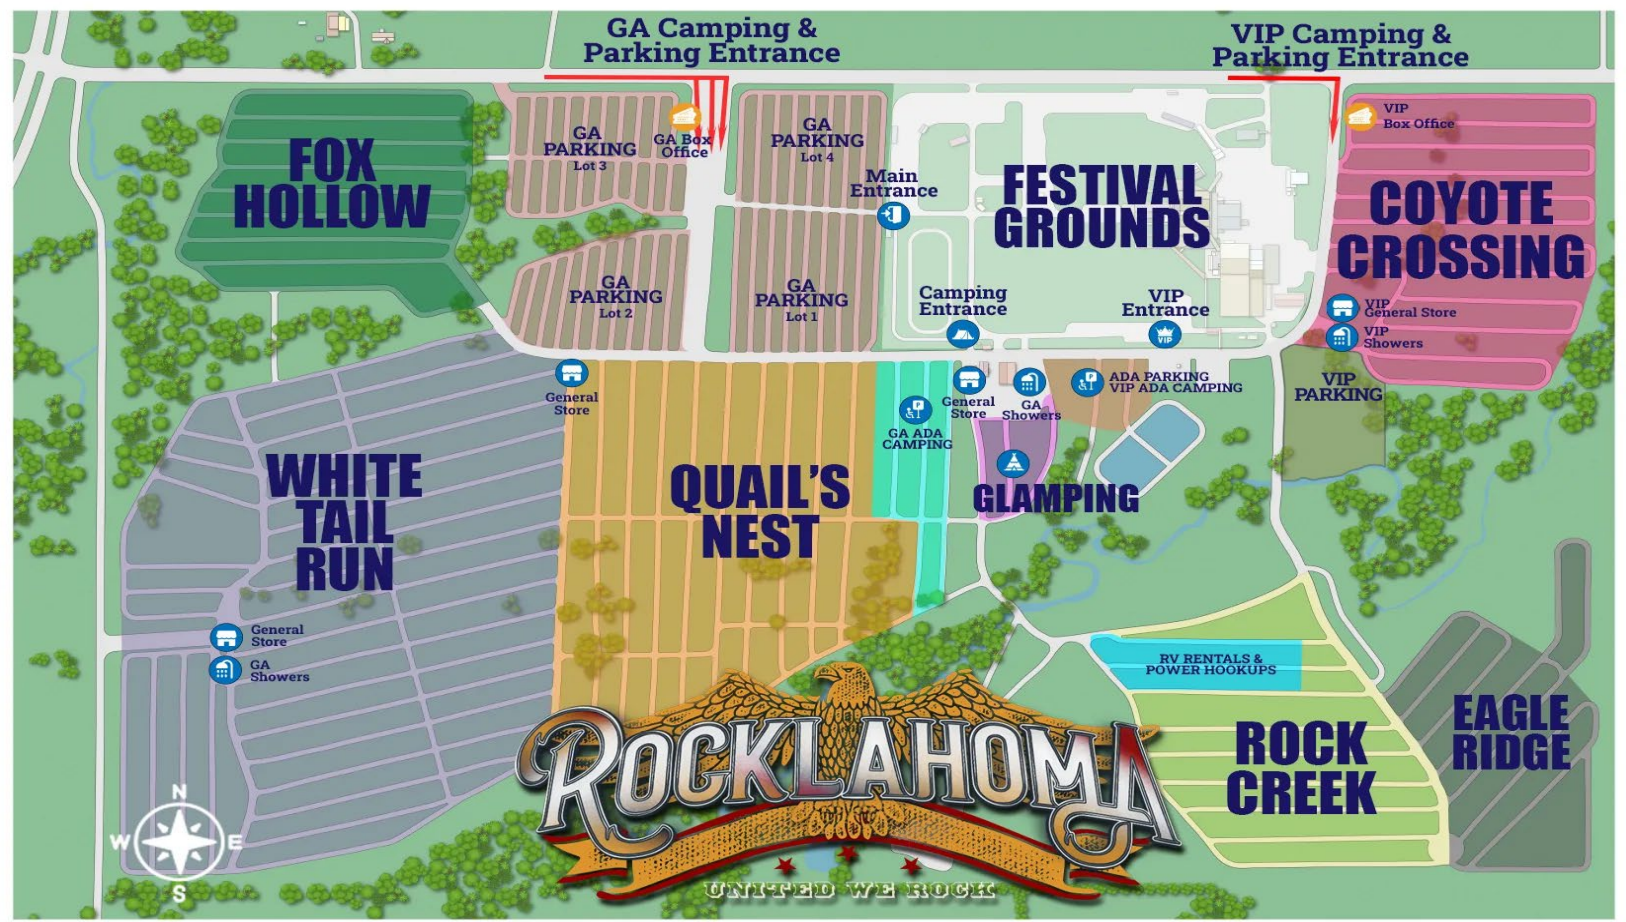 GA Camping &
Parking Entrance
VIP Camping &
Parking Entrance
FOX
HOLLOW
GA
PARKING
Lot 3
GA Box
Office
GA
PARKING
Lot 4
Main
Entrance
FESTIVAL
GROUNDS
VIP
Box Office
COYOTE
CROSSING
GA
PARKING
Lot 2
GA
PARKING
Lot 1
Camping
Entrance
VIP
Entrance
VIP
VIP
General Store
VIP
Showers
General
Store
P
GA ADA
CAMPING
General
Store
GA
Showers
P
ADA PARKING
VIP ADA CAMPING
VIP
PARKING
WHITE
TAIL
RUN
QUAIL'S
NEST
GLAMPING
General
Store
GA
Showers
RV RENTALS &
POWER HOOKUPS
ROCK
CREEK
EAGLE
RIDGE
N
W E
S
ROCKLAHOMA
UNITED WE ROCK